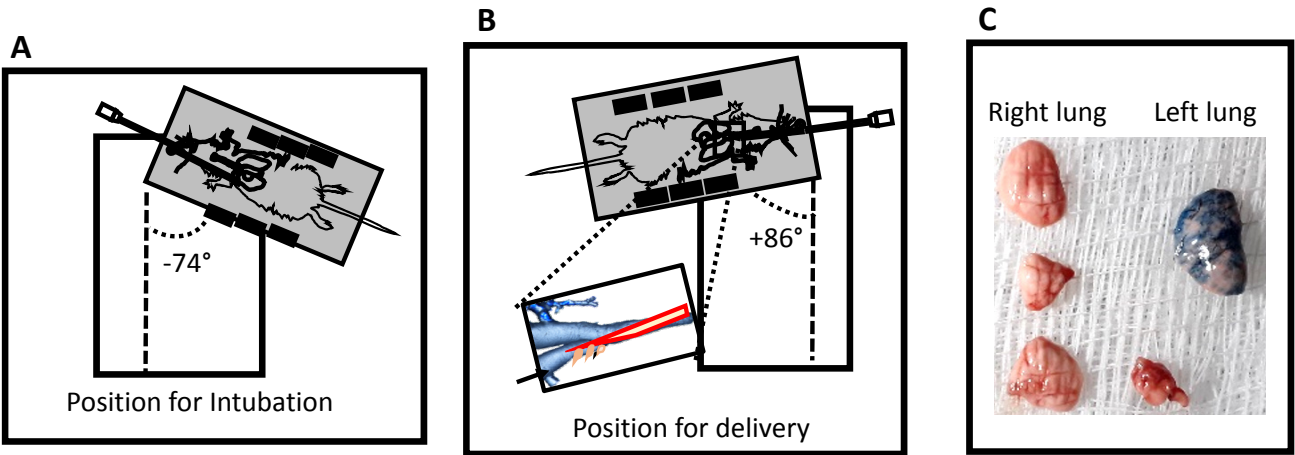 A
-74°
Position for Intubation
B
+86°
Position for delivery
C
Right lung
Left lung